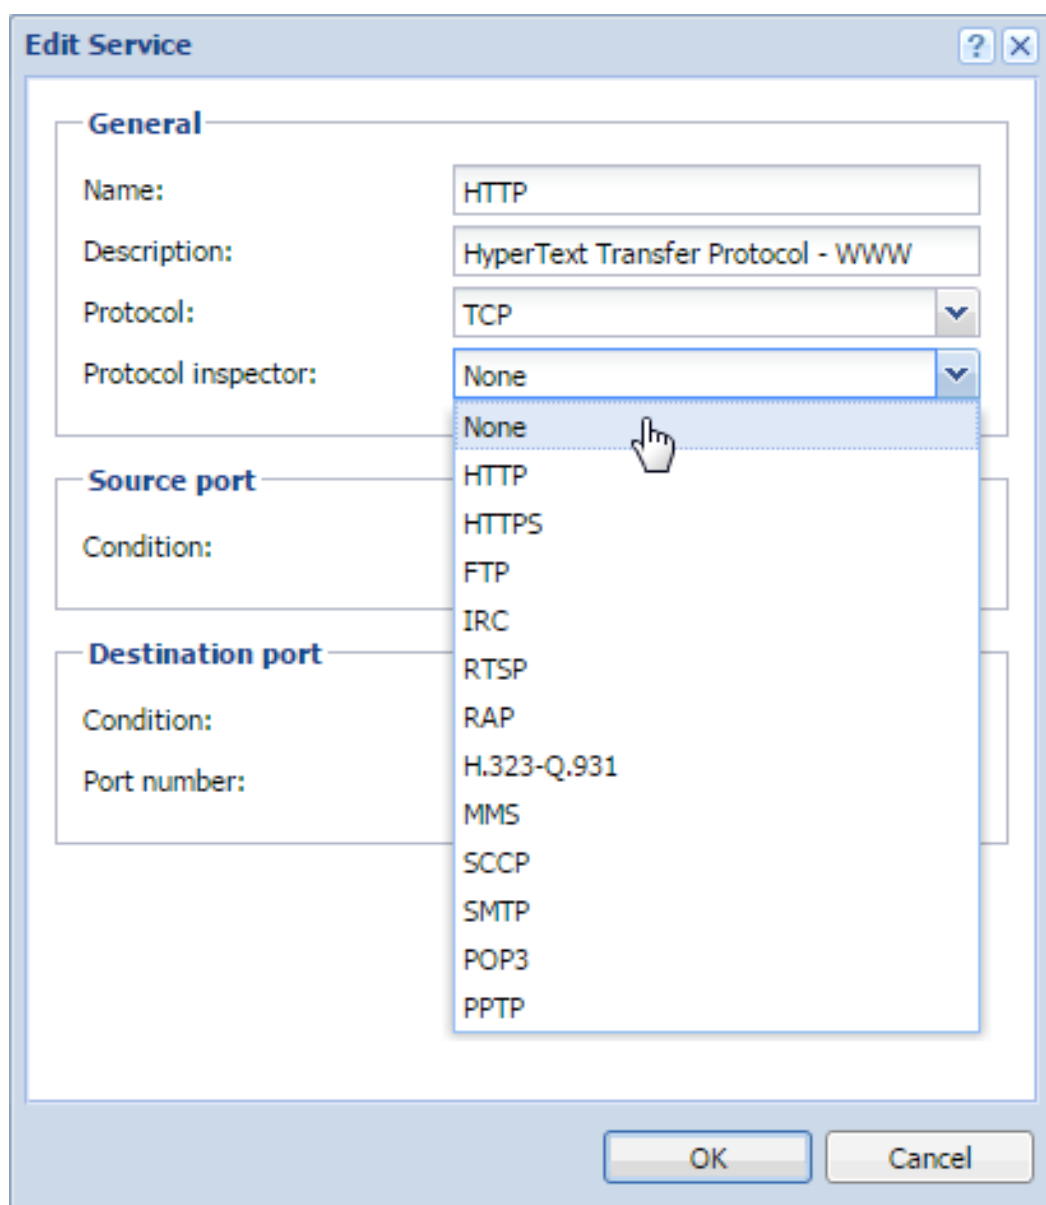 Edit Service
General
Name: HTTP
Description: HyperText Transfer Protocol - WWW
Protocol: TCP
Protocol inspector: None
None
HTTP
Source port
HTTPS
Condition:
FTP
IRC
Destination port
RTSP
Condition:
RAP
Port number:
H.323-Q.931
MMS
SCCP
SMTP
POP3
PPTP
OK Cancel